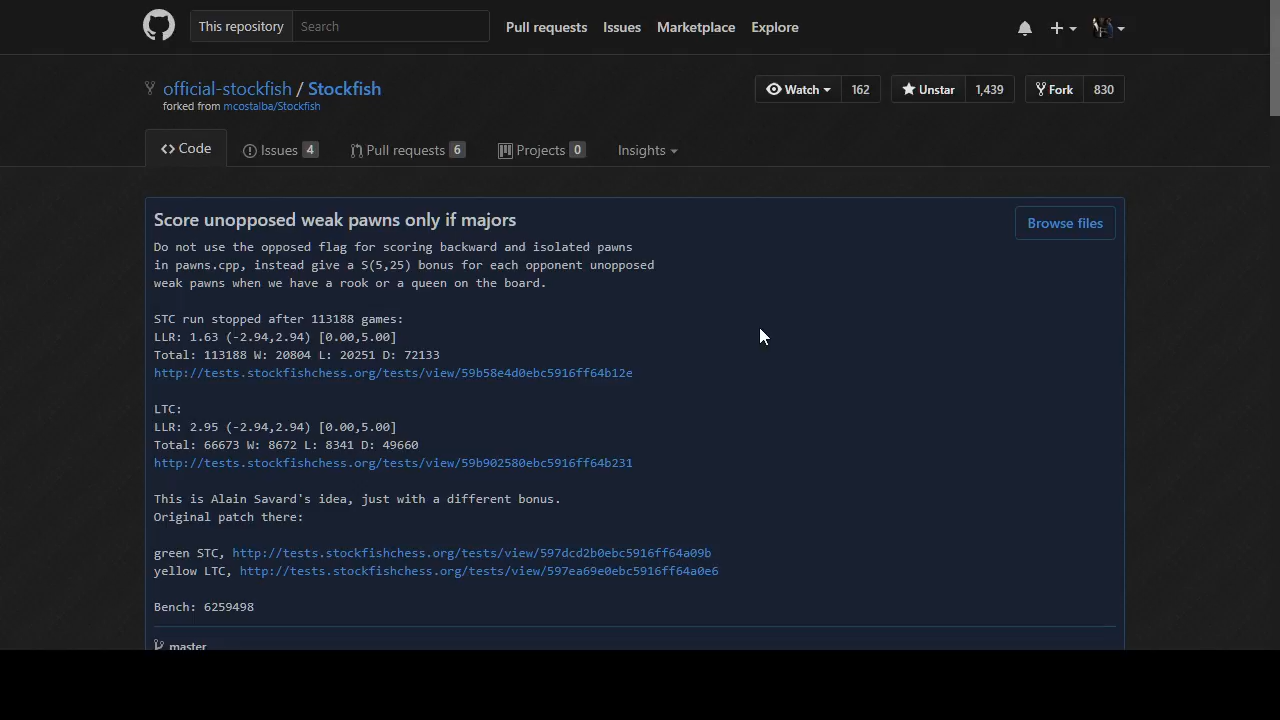 This repository Search Pull requests Issues Marketplace Explore
official-stockfish / Stockfish Watch 162 Unstar 1,439 Fork 830
forked from mcostalba/Stockfish
Code Issues 4 Pull requests 6 Projects 0 Insights
Score unopposed weak pawns only if majors
Browse files
Do not use the opposed flag for scoring backward and isolated pawns
in pawns.cpp, instead give a S(5,25) bonus for each opponent unopposed
weak pawns when we have a rook or a queen on the board.
STC run stopped after 113188 games:
LLR: 1.63 (-2.94,2.94) [0.00,5.00]
Total: 113188 W: 20804 L: 20251 D: 72133
http://tests.stockfishchess.org/tests/view/59b58e4d0ebc5916ff64b12e
LTC:
LLR: 2.95 (-2.94,2.94) [0.00,5.00]
Total: 66673 W: 8672 L: 8341 D: 49660
http://tests.stockfishchess.org/tests/view/59b902580ebc5916ff64b231
This is Alain Savard's idea, just with a different bonus.
Original patch there:
green STC, http://tests.stockfishchess.org/tests/view/597dcd2b0ebc5916ff64a09b
yellow LTC, http://tests.stockfishchess.org/tests/view/597ea69e0ebc5916ff64a0e6
Bench: 6259498
master